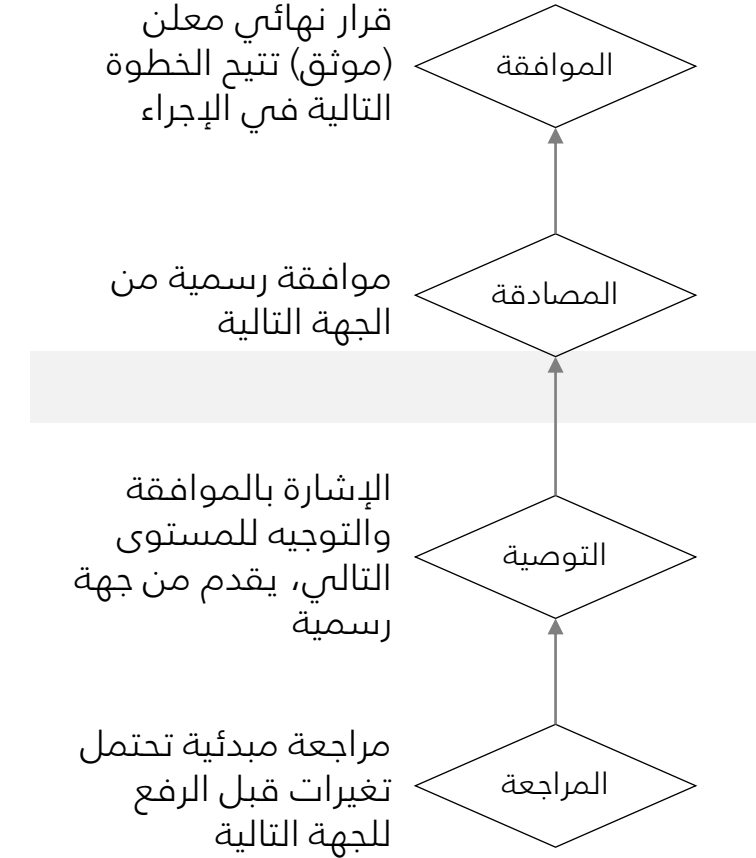 الموافقة
قرار نهائي معلن
(موثق) تتيح الخطوة
التالية في الإجراء
المصادقة
موافقة رسمية من
الجهة التالية
التوصية
الإشارة بالموافقة
والتوجيه للمستوى
التالي، يقدم من جهة
رسمية
المراجعة
مراجعة مبدئية تحتمل
تغيرات قبل الرفع
للجهة التالية